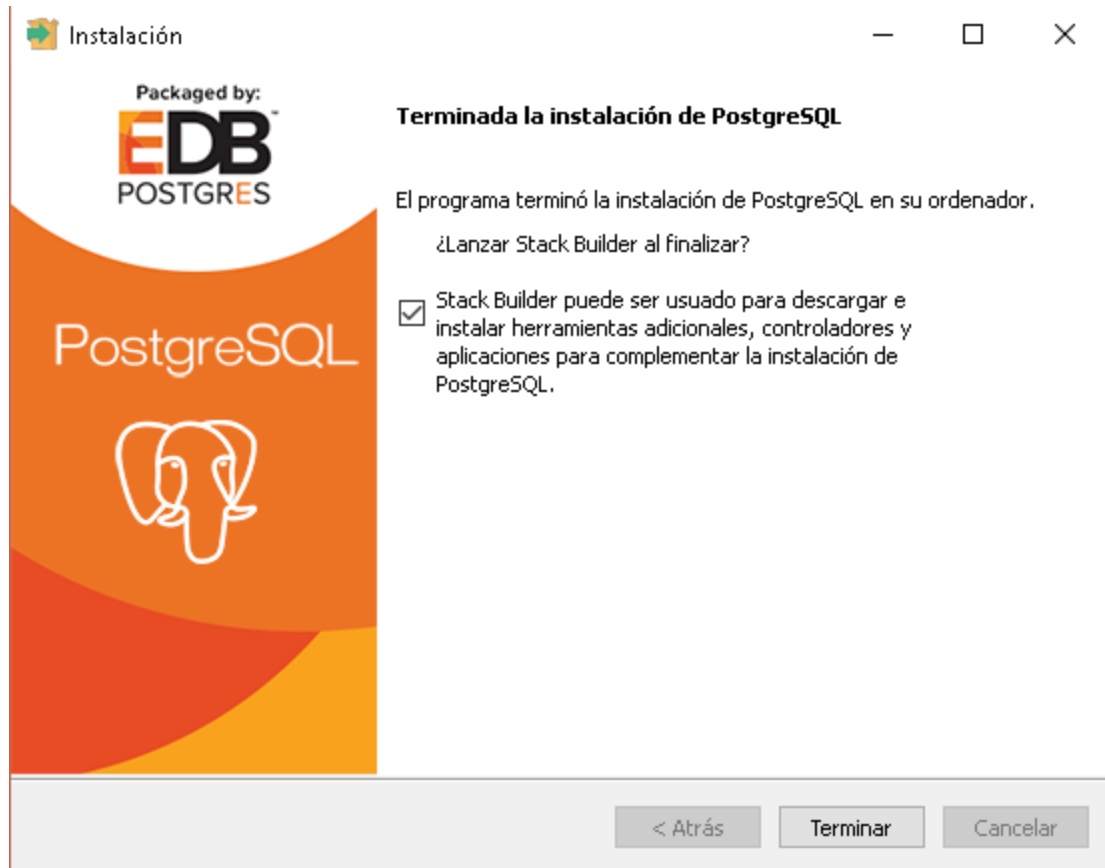 Instalación
Packaged by:
EDB
POSTGRES
PostgreSQL
Terminada la instalación de PostgreSQL
El programa terminó la instalación de PostgreSQL en su ordenador.
¿Lanzar Stack Builder al finalizar?
Stack Builder puede ser usado para descargar e
instalar herramientas adicionales, controladores y
aplicaciones para complementar la instalación de
PostgreSQL.
< Atrás
Terminar
Cancelar